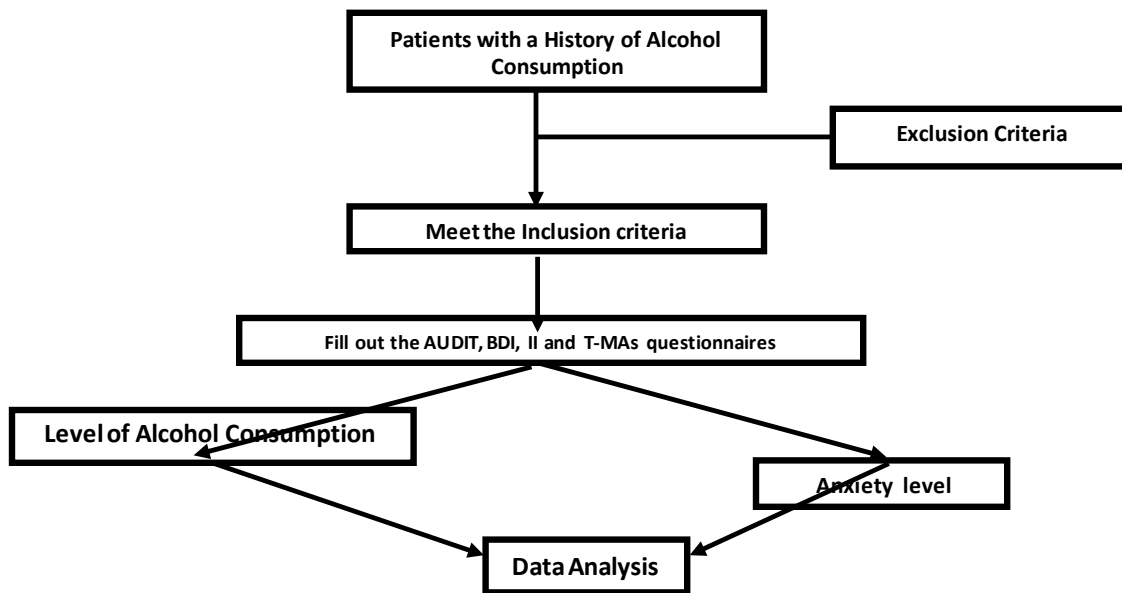 Patients with a History of Alcohol
Consumption
Exclusion Criteria
Meet the Inclusion criteria
Fill out the AUDIT, BDI, II and T-MAs questionnaires
Level of Alcohol Consumption
Anxiety level
Data Analysis